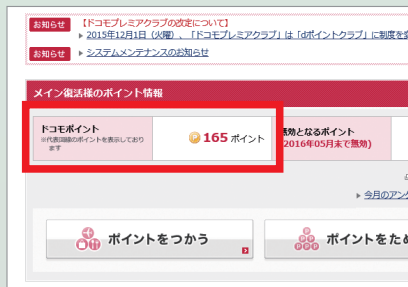 お知らせ 【ドコモプレミアクラブの改定について】
2015年12月1日（火曜）、「ドコモプレミアクラブ」は「dポイントクラブ」に制度を
お知らせ システムメンテナンスのお知らせ
メイン復活様のポイント情報
ドコモポイント
※代表回線のポイントを表示しており
ます
165 ポイント
無効となるポイント
2016年05月末で無効)
今月のアン
ポイントをつかう
ポイントをため